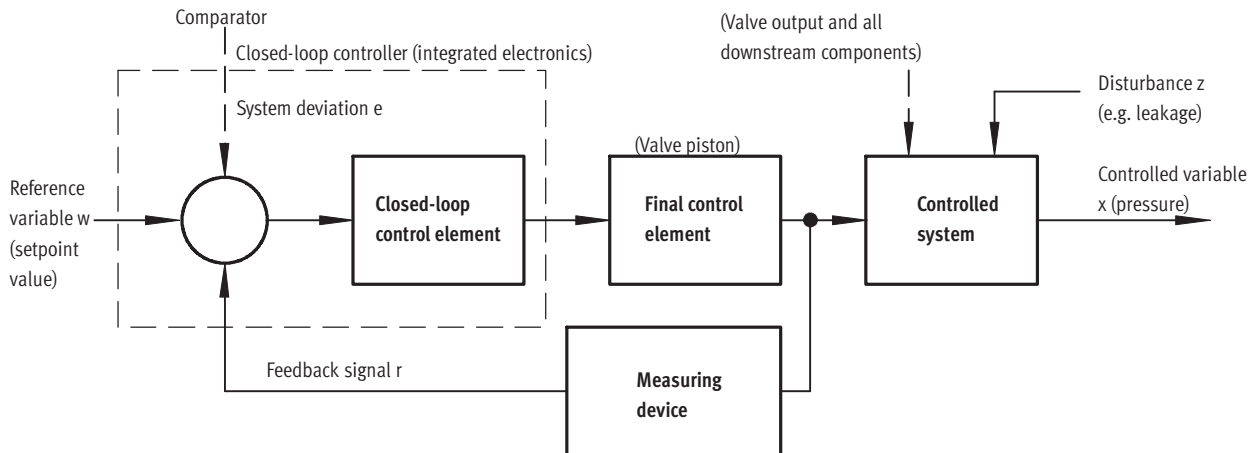 Comparator
Closed-loop controller (integrated electronics)
System deviation e
Reference
variable w
(setpoint
value)
Closed-loop
control element
(Valve piston)
Final control
element
(Valve output and all
downstream components)
Disturbance z
(e.g. leakage)
Controlled
system
Controlled variable
x (pressure)
Feedback signal r
Measuring
device